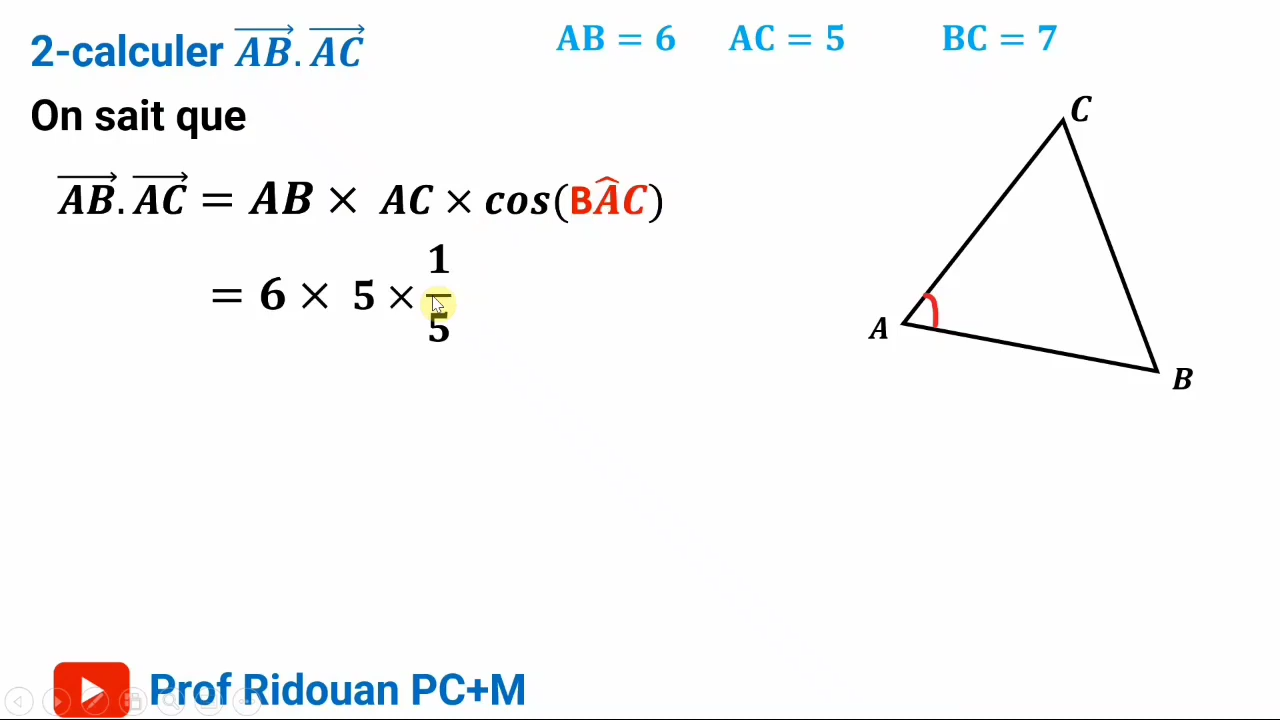 2-calculer $\overrightarrow{AB}.\overrightarrow{AC}$
AB = 6 AC = 5 BC = 7
On sait que
$\overrightarrow{AB}.\overrightarrow{AC} = AB \times AC \times cos(B\hat{A}C)$
$= 6 \times 5 \times \frac{1}{5}$
C
A
B
Prof Ridouan PC+M